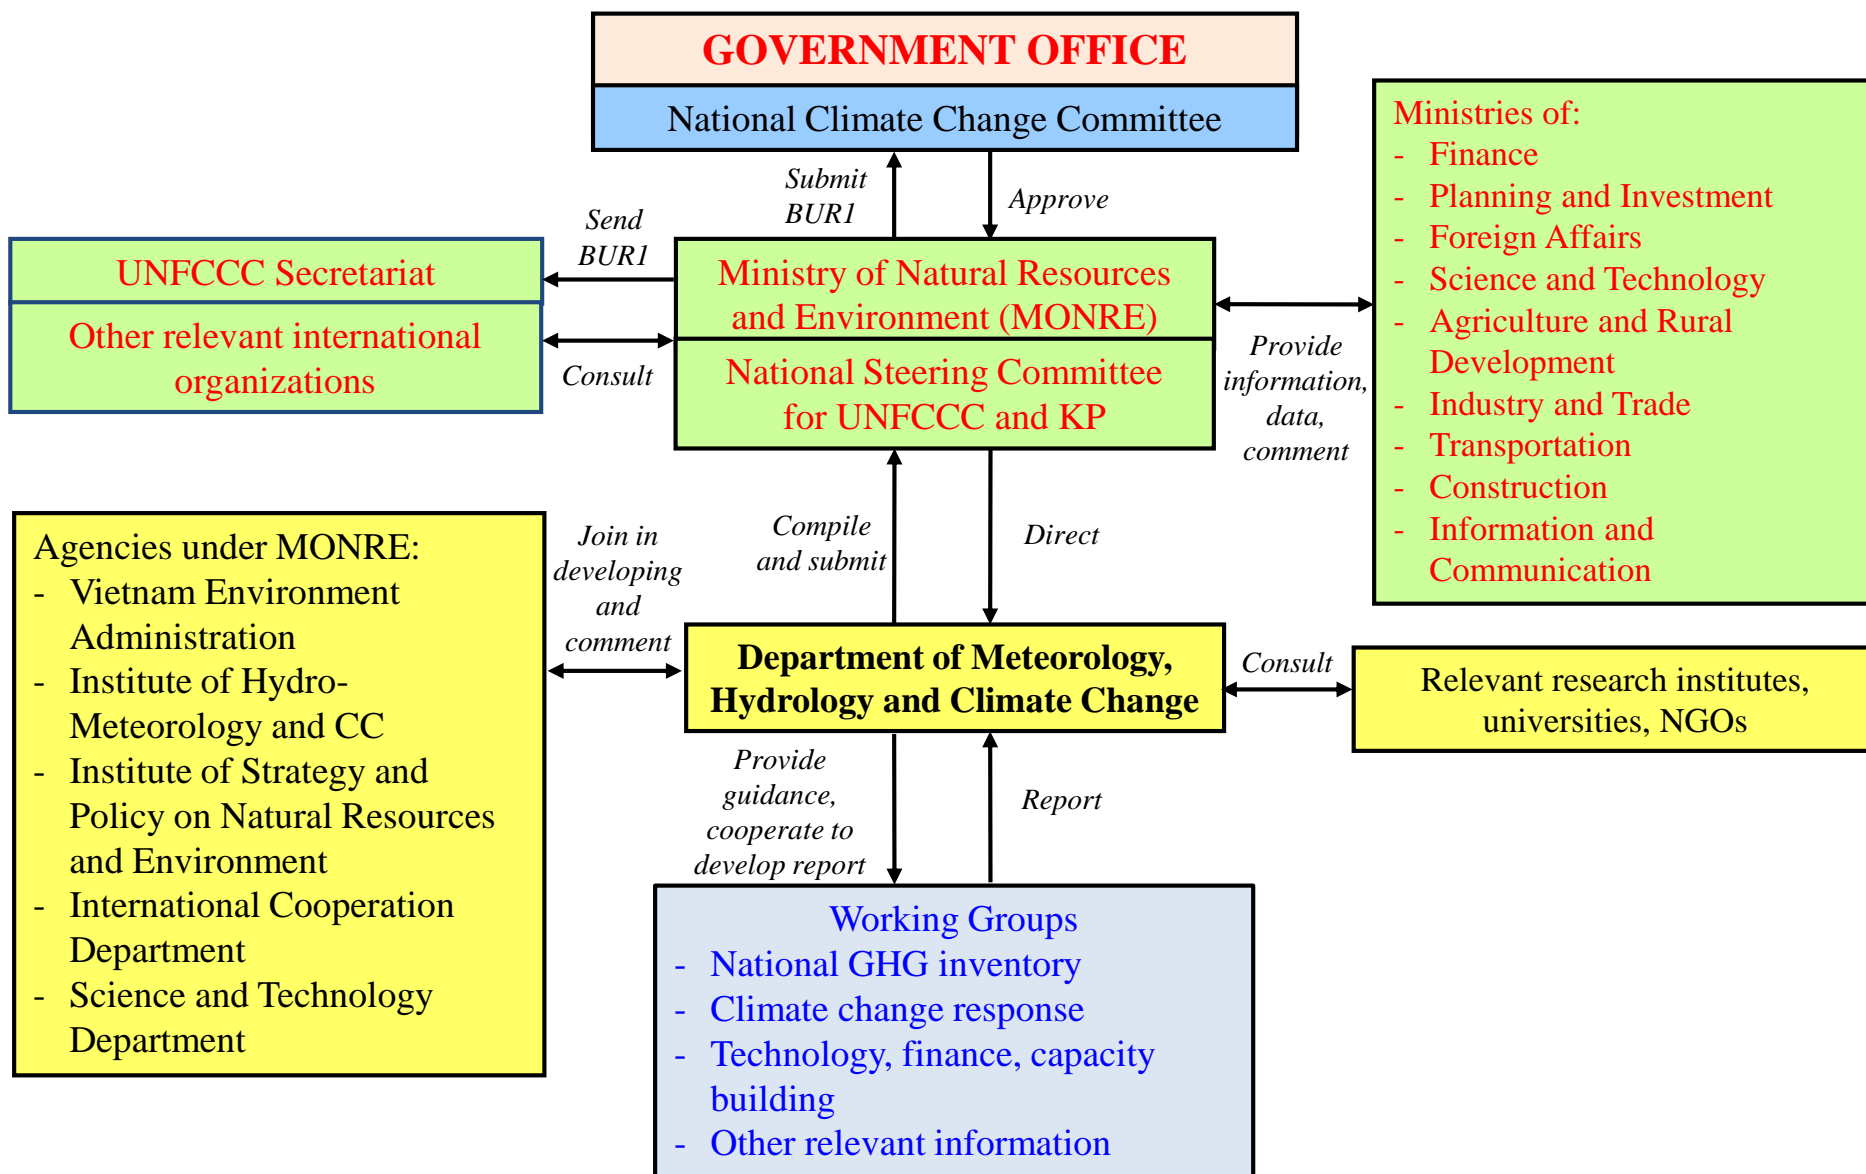 GOVERNMENT OFFICE
National Climate Change Committee
Submit
BUR1
Approve
Send
BUR1
UNFCCC Secretariat
Other relevant international
organizations
Consult
Ministry of Natural Resources
and Environment (MONRE)
National Steering Committee
for UNFCCC and KP
Provide
information,
data,
comment
Ministries of:
- Finance
- Planning and Investment
- Foreign Affairs
- Science and Technology
- Agriculture and Rural
Development
- Industry and Trade
- Transportation
- Construction
- Information and
Communication
Compile
and submit
Direct
Agencies under MONRE:
- Vietnam Environment
Administration
- Institute of Hydro-
Meteorology and CC
- Institute of Strategy and
Policy on Natural Resources
and Environment
- International Cooperation
Department
- Science and Technology
Department
Join in
developing
and
comment
Department of Meteorology,
Hydrology and Climate Change
Consult
Relevant research institutes,
universities, NGOs
Provide
guidance,
cooperate to
develop report
Report
Working Groups
- National GHG inventory
- Climate change response
- Technology, finance, capacity
building
- Other relevant information